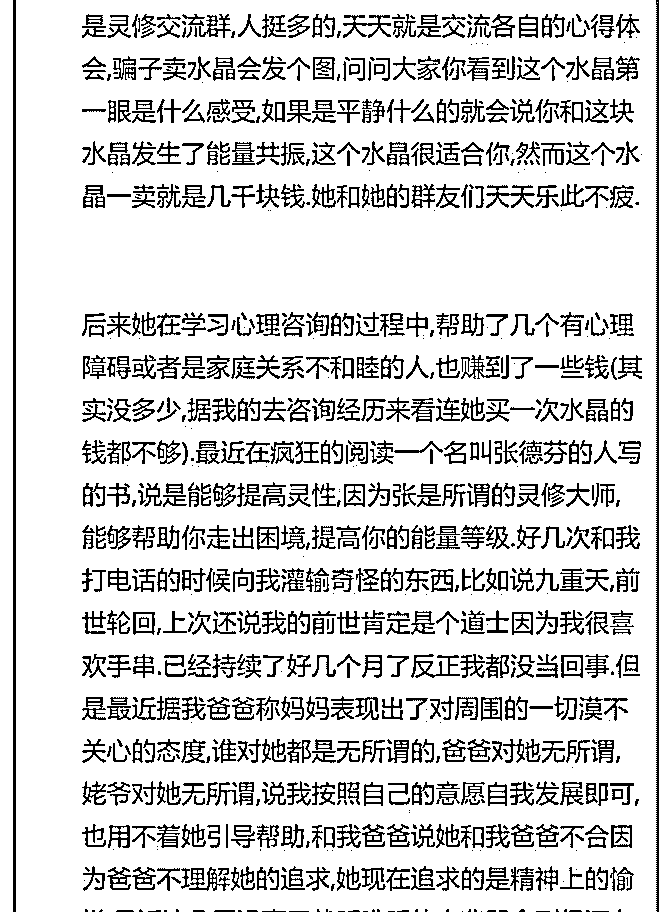 是灵修交流群,人挺多的,天天就是交流各自的心得体
会,骗子卖水晶会发个图,问问大家你看到这个水晶第
一眼是什么感受,如果是平静什么的就会说你和这块
水晶发生了能量共振,这个水晶很适合你,然而这个水
晶一卖就是几千块钱.她和她的群友们天天乐此不疲.
后来她在学习心理咨询的过程中,帮助了几个有心理
障碍或者是家庭关系不和睦的人,也赚到了一些钱(其
实没多少,据我的去咨询经历来看连她买一次水晶的
钱都不够).最近在疯狂的阅读一个名叫张德芬的人写
的书,说是能够提高灵性,因为张是所谓的灵修大师,
能够帮助你走出困境,提高你的能量等级.好几次和我
打电话的时候向我灌输奇怪的东西,比如说九重天,前
世轮回,上次还说我的前世肯定是个道士因为我很喜
欢手串.已经持续了好几个月了反正我都没当回事.但
是最近据我爸爸称妈妈表现出了对周围的一切漠不
关心的态度,谁对她都是无所谓的,爸爸对她无所谓,
姥爷对她无所谓,说我按照自己的意愿自我发展即可,
也用不着她引导帮助,和我爸爸说她和我爸爸不合因
为爸爸不理解她的追求,她现在追求的是精神上的愉